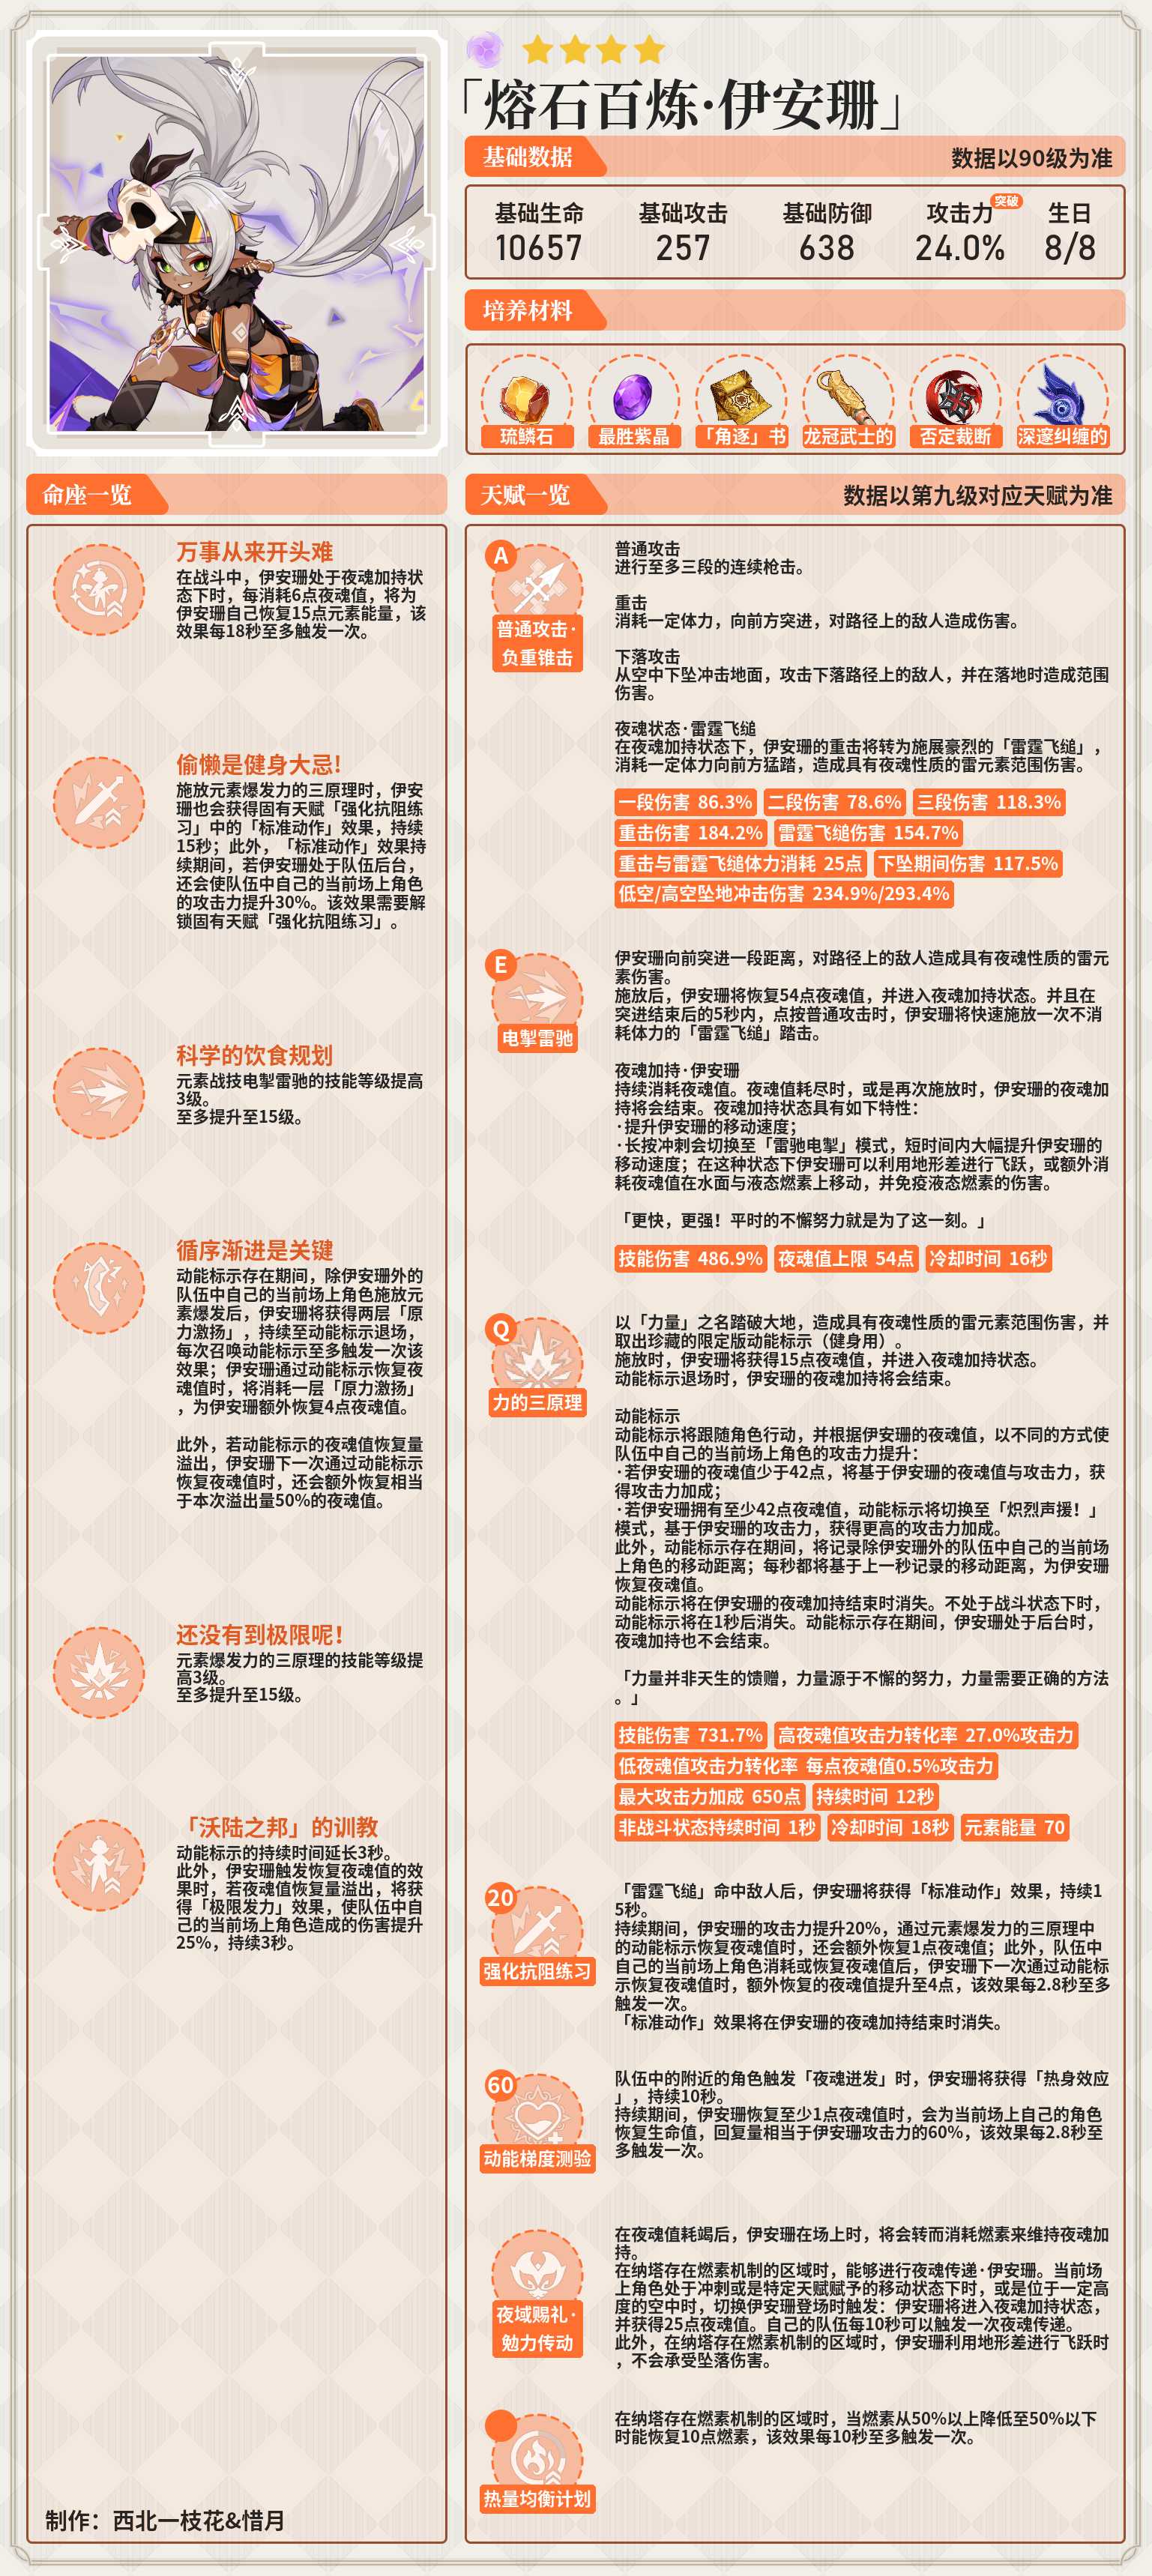 「熔石百炼·伊安珊」
基础数据
数据以90级为准
基础生命
基础攻击
基础防御
攻击力
突破
生日
10657
257
638
24.0%
8/8
培养材料
琉鳞石
最胜紫晶
「角逐」书
龙冠武士的
否定裁断
深邃纠缠的
命座一览
万事从来开头难
在战斗中，伊安珊处于夜魂加持状
态下时，每消耗6点夜魂值，将为
伊安珊自己恢复15点元素能量，该
效果每18秒至多触发一次。
偷懒是健身大忌!
施放元素爆发力的三原理时，伊安
珊也会获得固有天赋「强化抗阻练
习」中的「标准动作」效果，持续
15秒；此外，「标准动作」效果持
续期间，若伊安珊处于队伍后台，
还会使队伍中自己的当前场上角色
的攻击力提升30%。该效果需要解
锁固有天赋「强化抗阻练习」。
科学的饮食规划
元素战技电掣雷驰的技能等级提高
3级。
至多提升至15级。
循序渐进是关键
动能标示存在期间，除伊安珊外的
队伍中自己的当前场上角色施放元
素爆发后，伊安珊将获得两层「原
力激扬」，持续至动能标示退场，
每次召唤动能标示至多触发一次该
效果；伊安珊通过动能标示恢复夜
魂值时，将消耗一层「原力激扬」
，为伊安珊额外恢复4点夜魂值。
此外，若动能标示的夜魂值恢复量
溢出，伊安珊下一次通过动能标示
恢复夜魂值时，还会额外恢复相当
于本次溢出量50%的夜魂值。
还没有到极限呢！
元素爆发力的三原理的技能等级提
高3级。
至多提升至15级。
「沃陆之邦」的训教
动能标示的持续时间延长3秒。
此外，伊安珊触发恢复夜魂值的效
果时，若夜魂值恢复量溢出，将获
得「极限发力」效果，使队伍中自
己的当前场上角色造成的伤害提升
25%，持续3秒。
制作：西北一枝花&惜月
天赋一览
数据以第九级对应天赋为准
A
普通攻击·
负重锥击
普通攻击
进行至多三段的连续枪击。
重击
消耗一定体力，向前方突进，对路径上的敌人造成伤害。
下落攻击
从空中下坠冲击地面，攻击下落路径上的敌人，并在落地时造成范围
伤害。
夜魂状态·雷霆飞缒
在夜魂加持状态下，伊安珊的重击将转为施展豪烈的「雷霆飞缒」，
消耗一定体力向前方猛踏，造成具有夜魂性质的雷元素范围伤害。
一段伤害 86.3% 二段伤害 78.6% 三段伤害 118.3%
重击伤害 184.2% 雷霆飞缒伤害 154.7%
重击与雷霆飞缒体力消耗 25点 下坠期间伤害 117.5%
低空/高空坠地冲击伤害 234.9%/293.4%
E
电掣雷驰
伊安珊向前突进一段距离，对路径上的敌人造成具有夜魂性质的雷元
素伤害。
施放后，伊安珊将恢复54点夜魂值，并进入夜魂加持状态。并且在
突进结束后的5秒内，点按普通攻击时，伊安珊将快速施放一次不消
耗体力的「雷霆飞缒」踏击。
夜魂加持·伊安珊
持续消耗夜魂值。夜魂值耗尽时，或是再次施放时，伊安珊的夜魂加
持将会结束。夜魂加持状态具有如下特性：
·提升伊安珊的移动速度；
·长按冲刺会切换至「雷驰电掣」模式，短时间内大幅提升伊安珊的
移动速度；在这种状态下伊安珊可以利用地形差进行飞跃，或额外消
耗夜魂值在水面与液态燃素上移动，并免疫液态燃素的伤害。
「更快，更强！平时的不懈努力就是为了这一刻。」
技能伤害 486.9% 夜魂值上限 54点 冷却时间 16秒
Q
力的三原理
以「力量」之名踏破大地，造成具有夜魂性质的雷元素范围伤害，并
取出珍藏的限定版动能标示（健身用）。
施放时，伊安珊将获得15点夜魂值，并进入夜魂加持状态。
动能标示退场时，伊安珊的夜魂加持将会结束。
动能标示
动能标示将跟随角色行动，并根据伊安珊的夜魂值，以不同的方式使
队伍中自己的当前场上角色的攻击力提升：
·若伊安珊的夜魂值少于42点，将基于伊安珊的夜魂值与攻击力，获
得攻击力加成；
·若伊安珊拥有至少42点夜魂值，动能标示将切换至「炽烈声援！」
模式，基于伊安珊的攻击力，获得更高的攻击力加成。
此外，动能标示存在期间，将记录除伊安珊外的队伍中自己的当前场
上角色的移动距离；每秒都将基于上一秒记录的移动距离，为伊安珊
恢复夜魂值。
动能标示将在伊安珊的夜魂加持结束时消失。不处于战斗状态下时，
动能标示将在1秒后消失。动能标示存在期间，伊安珊处于后台时，
夜魂加持也不会结束。
「力量并非天生的馈赠，力量源于不懈的努力，力量需要正确的方法
。」
技能伤害 731.7% 高夜魂值攻击力转化率 27.0%攻击力
低夜魂值攻击力转化率 每点夜魂值0.5%攻击力
最大攻击力加成 650点 持续时间 12秒
非战斗状态持续时间 1秒 冷却时间 18秒 元素能量 70
20
强化抗阻练习
「雷霆飞缒」命中敌人后，伊安珊将获得「标准动作」效果，持续1
5秒。
持续期间，伊安珊的攻击力提升20%，通过元素爆发力的三原理中
的动能标示恢复夜魂值时，还会额外恢复1点夜魂值；此外，队伍中
自己的当前场上角色消耗或恢复夜魂值后，伊安珊下一次通过动能标
示恢复夜魂值时，额外恢复的夜魂值提升至4点，该效果每2.8秒至多
触发一次。
「标准动作」效果将在伊安珊的夜魂加持结束时消失。
60
动能梯度测验
队伍中的附近的角色触发「夜魂迸发」时，伊安珊将获得「热身效应
」，持续10秒。
持续期间，伊安珊恢复至少1点夜魂值时，会为当前场上自己的角色
恢复生命值，回复量相当于伊安珊攻击力的60%，该效果每2.8秒至
多触发一次。
夜域赐礼·
勉力传动
在夜魂值耗竭后，伊安珊在场上时，将会转而消耗燃素来维持夜魂加
持。
在纳塔存在燃素机制的区域时，能够进行夜魂传递·伊安珊。当前场
上角色处于冲刺或是特定天赋赋予的移动状态下时，或是位于一定高
度的空中时，切换伊安珊登场时触发：伊安珊将进入夜魂加持状态，
并获得25点夜魂值。自己的队伍每10秒可以触发一次夜魂传递。
此外，在纳塔存在燃素机制的区域时，伊安珊利用地形差进行飞跃时
，不会承受坠落伤害。
热量均衡计划
在纳塔存在燃素机制的区域时，当燃素从50%以上降低至50%以下
时能恢复10点燃素，该效果每10秒至多触发一次。